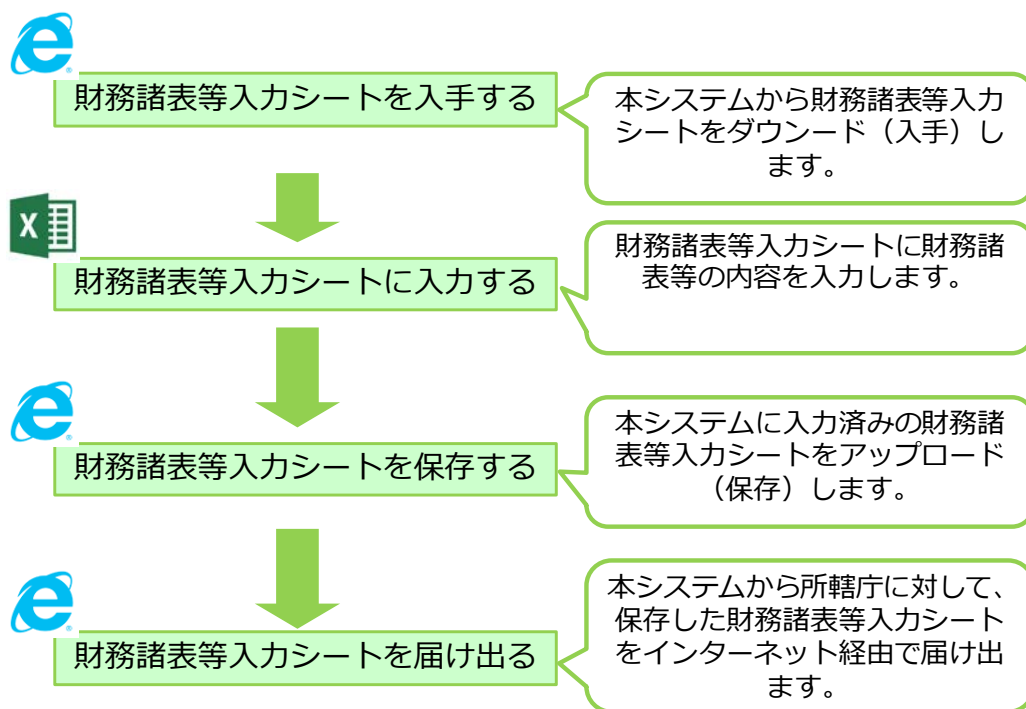 財務諸表等入力シートを入手する
本システムから財務諸表等入力
シートをダウンード（入手）し
ます。
財務諸表等入力シートに入力する
財務諸表等入力シートに財務諸
表等の内容を入力します。
財務諸表等入力シートを保存する
本システムに入力済みの財務諸
表等入力シートをアップロード
（保存）します。
財務諸表等入力シートを届け出る
本システムから所轄庁に対して、
保存した財務諸表等入力シート
をインターネット経由で届け出
ます。